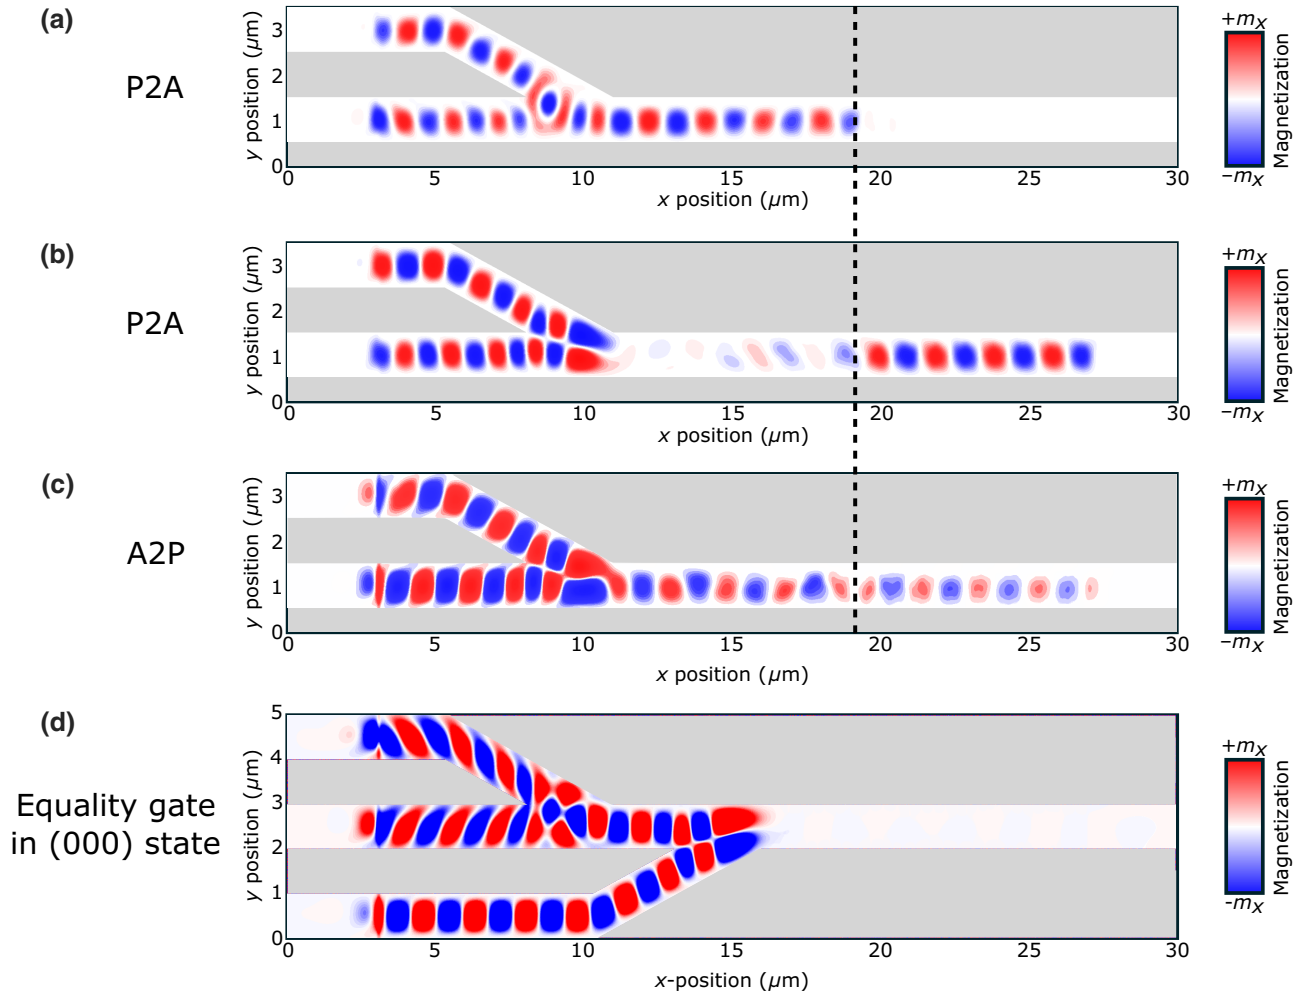 (a)
P2A
y position (µm)
3
2
1
0
0 5 10 15 20 25 30
x position (µm)
+mx
Magnetization
−mx
(b)
P2A
y position (µm)
3
2
1
0
0 5 10 15 20 25 30
x position (µm)
+mx
Magnetization
−mx
(c)
A2P
y position (µm)
3
2
1
0
0 5 10 15 20 25 30
x position (µm)
+mx
Magnetization
−mx
(d)
Equality gate
in (000) state
y position (µm)
5
4
3
2
1
0
0 5 10 15 20 25 30
x-position (µm)
+mx
Magnetization
-mx